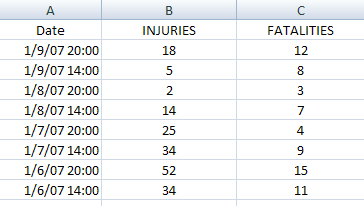 A B C
Date INJURIES FATALITIES
1/9/07 20:00 18 12
1/9/07 14:00 5 8
1/8/07 20:00 2 3
1/8/07 14:00 14 7
1/7/07 20:00 25 4
1/7/07 14:00 34 9
1/6/07 20:00 52 15
1/6/07 14:00 34 11